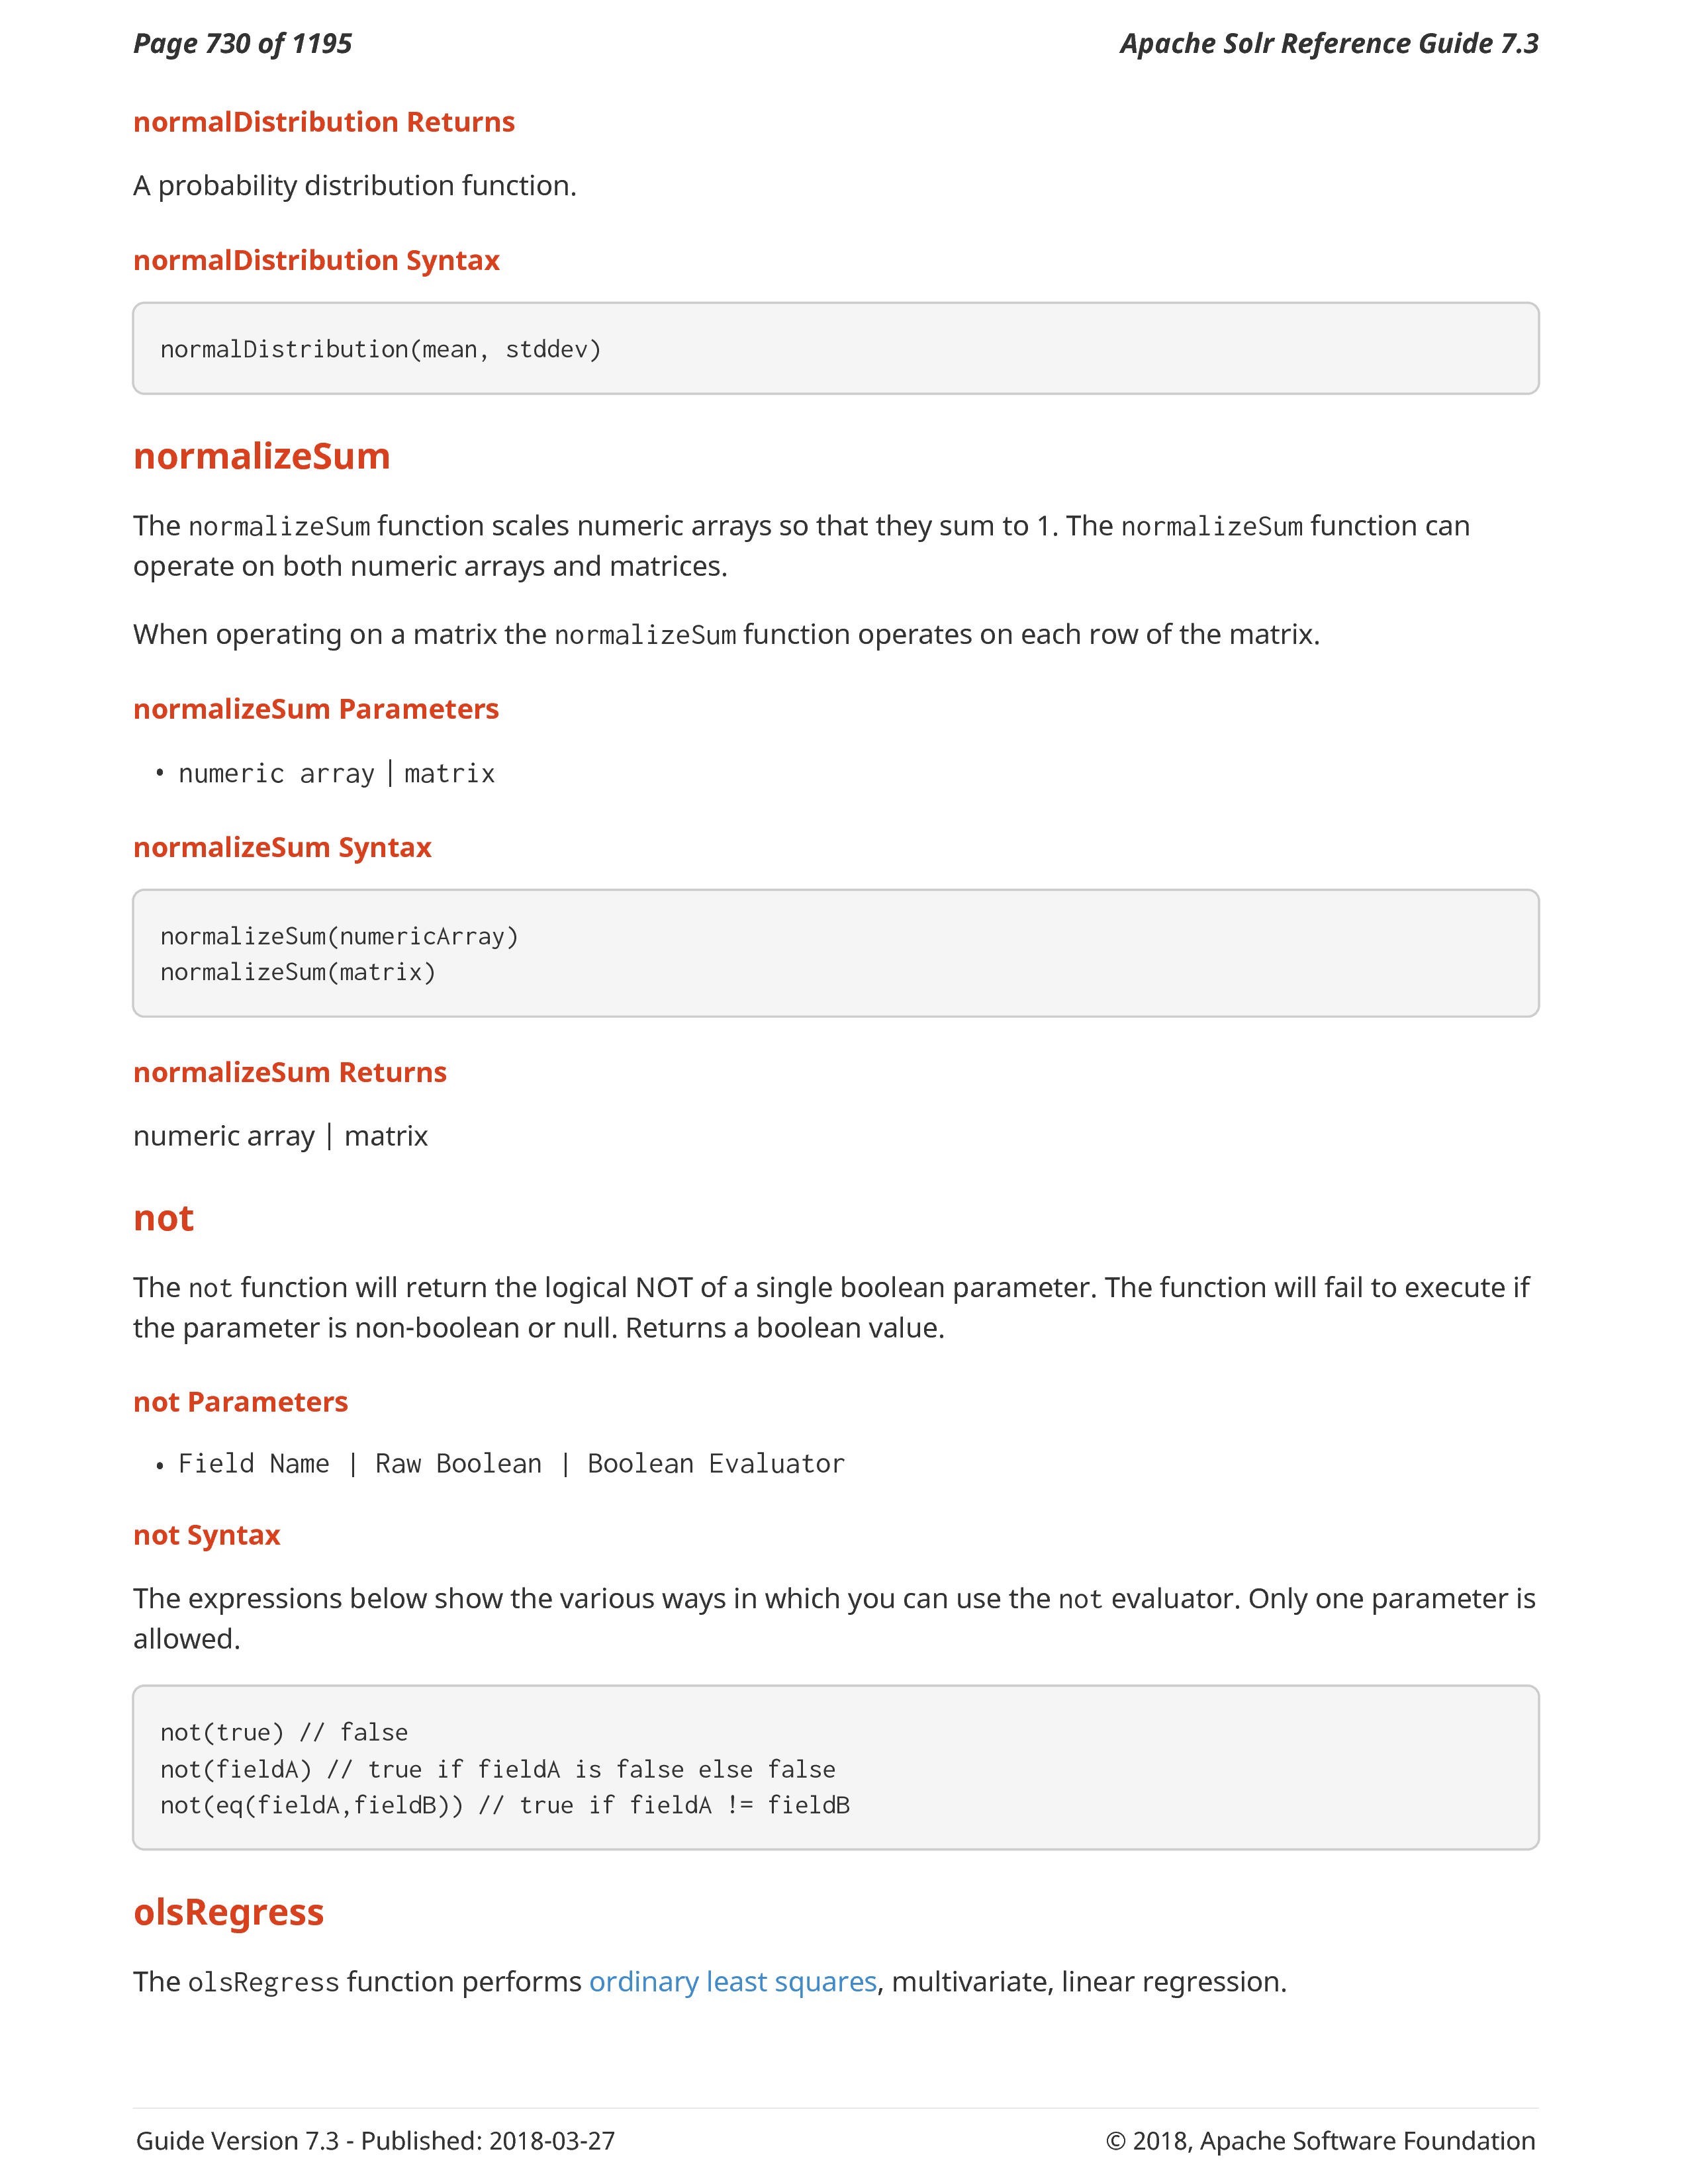 Page 730 of 1195
Apache Solr Reference Guide 7.3
normalDistribution Returns
A probability distribution function.
normalDistribution Syntax
normalDistribution(mean, stddev)
normalizeSum
The normalizeSum function scales numeric arrays so that they sum to 1. The normalizeSum function can
operate on both numeric arrays and matrices.
When operating on a matrix the normalizeSum function operates on each row of the matrix.
normalizeSum Parameters
• numeric array | matrix
normalizeSum Syntax
normalizeSum(numericArray)
normalizeSum(matrix)
normalizeSum Returns
numeric array | matrix
not
The not function will return the logical NOT of a single boolean parameter. The function will fail to execute if
the parameter is non-boolean or null. Returns a boolean value.
not Parameters
• Field Name | Raw Boolean | Boolean Evaluator
not Syntax
The expressions below show the various ways in which you can use the not evaluator. Only one parameter is
allowed.
not(true) // false
not(fieldA) // true if fieldA is false else false
not(eq(fieldA,fieldB)) // true if fieldA != fieldB
olsRegress
The olsRegress function performs ordinary least squares, multivariate, linear regression.
Guide Version 7.3 - Published: 2018-03-27
© 2018, Apache Software Foundation